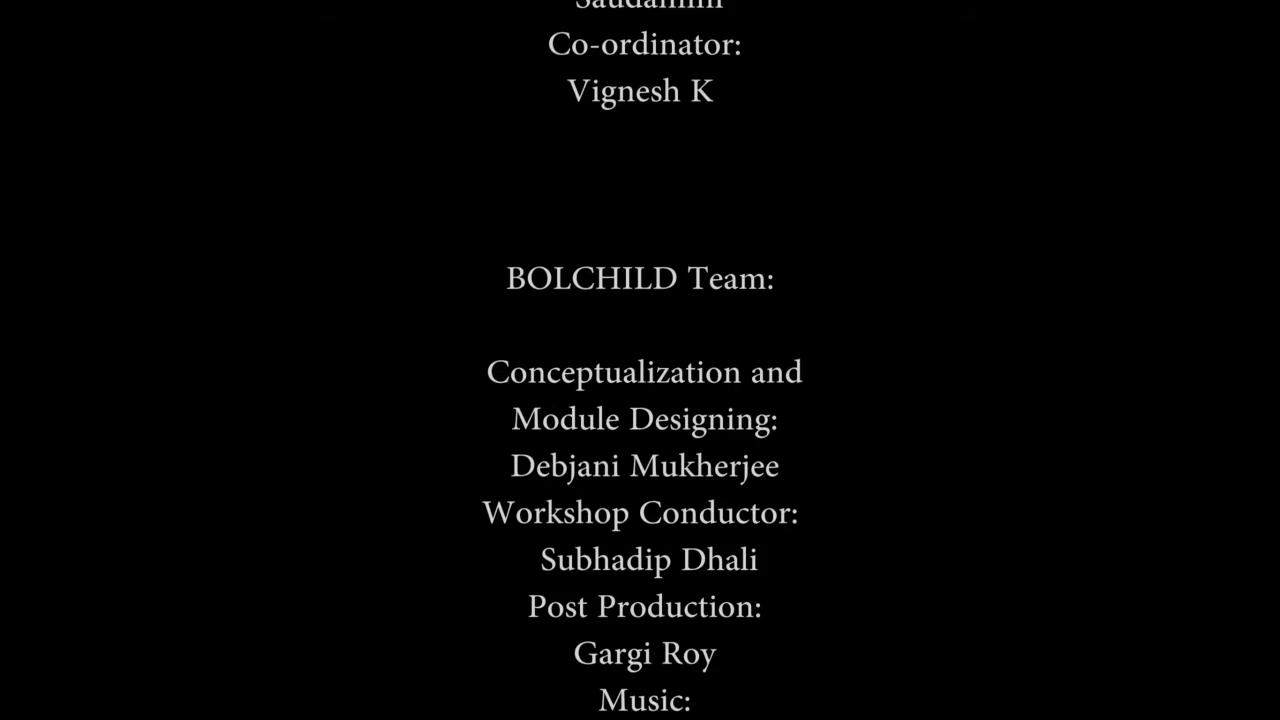 Saudamini
Co-ordinator:
Vignesh K
BOLCHILD Team:
Conceptualization and
Module Designing:
Debjani Mukherjee
Workshop Conductor:
Subhadip Dhali
Post Production:
Gargi Roy
Music: